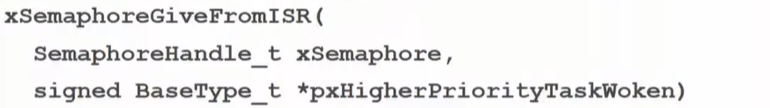 xSemaphoreGiveFromISR(
SemaphoreHandle_t xSemaphore,
signed BaseType_t *pxHigherPriorityTaskWoken)